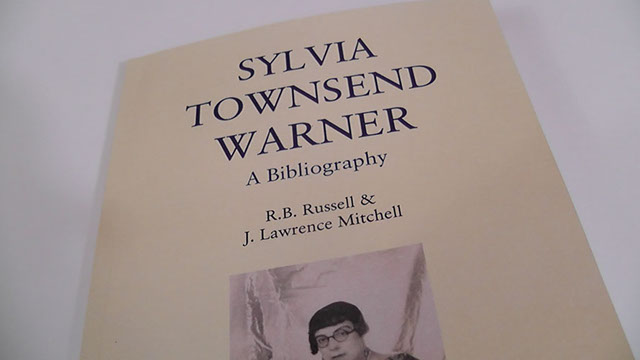 SYLVIA
TOWNSEND
WARNER
A Bibliography
R.B. Russell &
J. Lawrence Mitchell